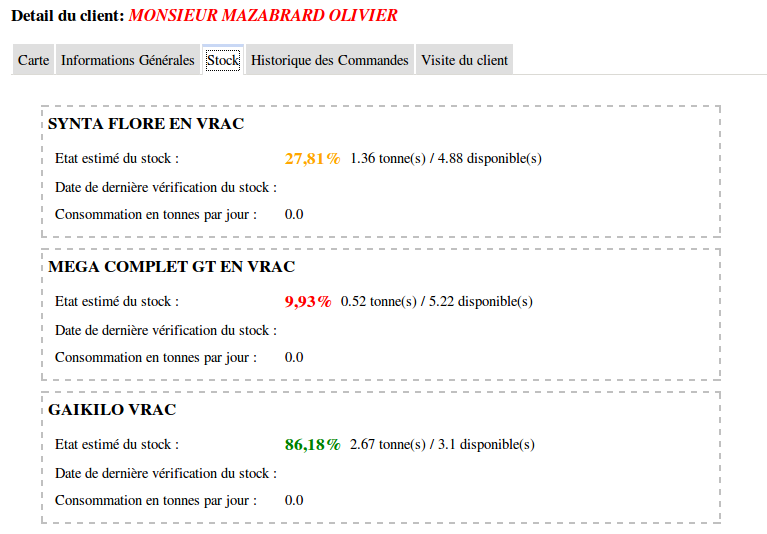 Detail du client: MONSIEUR MAZABRARD OLIVIER
Carte Informations Générales Stock Historique des Commandes Visite du client
SYNTA FLORE EN VRAC
Etat estimé du stock : 27,81% 1.36 tonne(s) / 4.88 disponible(s)
Date de dernière vérification du stock :
Consommation en tonnes par jour : 0.0
MEGA COMPLET GT EN VRAC
Etat estimé du stock : 9,93% 0.52 tonne(s) / 5.22 disponible(s)
Date de dernière vérification du stock :
Consommation en tonnes par jour : 0.0
GAIKILO VRAC
Etat estimé du stock : 86,18% 2.67 tonne(s) / 3.1 disponible(s)
Date de dernière vérification du stock :
Consommation en tonnes par jour : 0.0